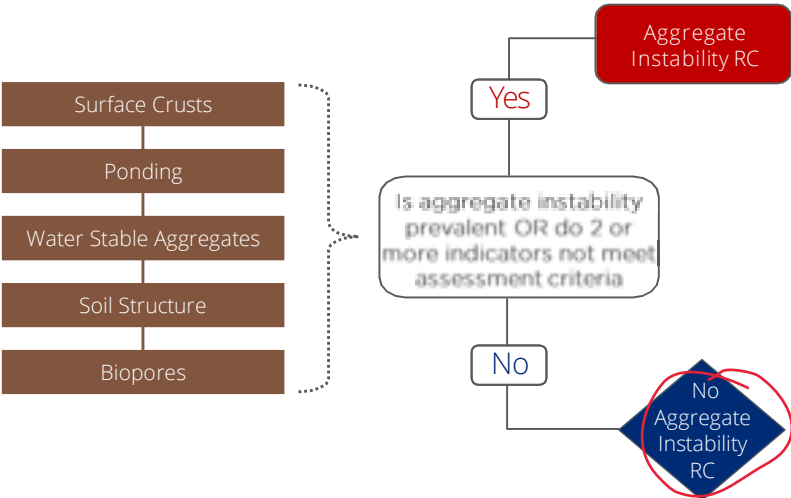 Aggregate
Instability RC
Yes
Surface Crusts
Ponding
Water Stable Aggregates
Soil Structure
Biopores
Is aggregate instability
prevalent OR do 2 or
more indicators not meet
assessment criteria
No
No
Aggregate
Instability
RC